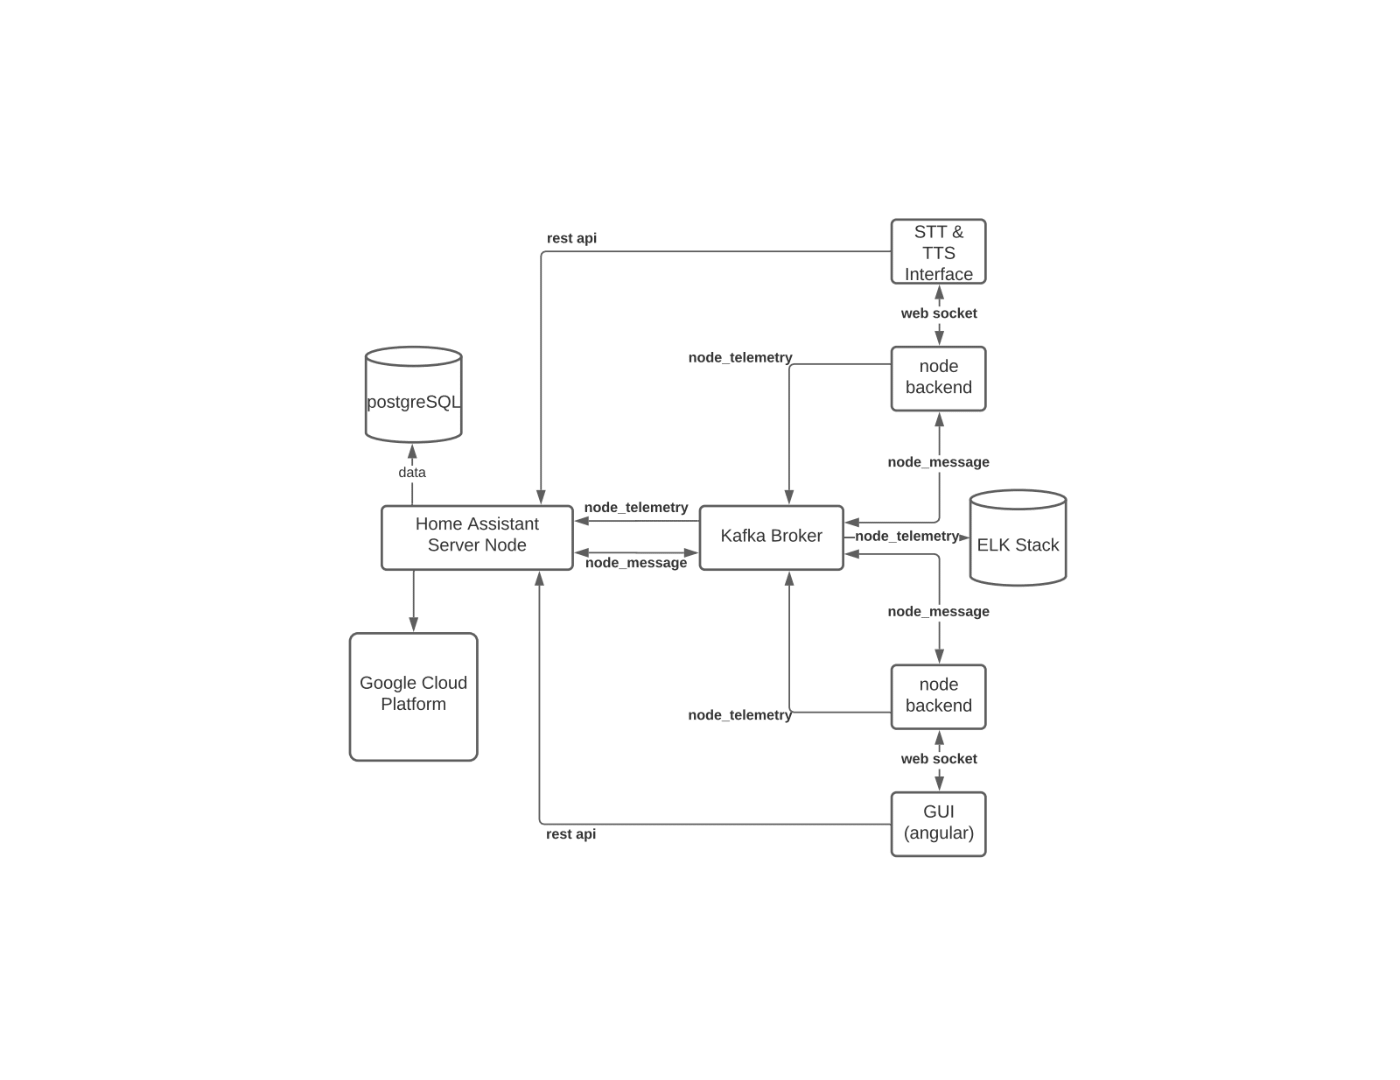 STT &
TTS
Interface
rest api
web socket
node_telemetry
node
backend
postgreSQL
node_message
data
node_telemetry
Home Assistant
Server Node
Kafka Broker
node_telemetry
ELK Stack
node_message
node_message
Google Cloud
Platform
node
backend
node_telemetry
web socket
GUI
(angular)
rest api